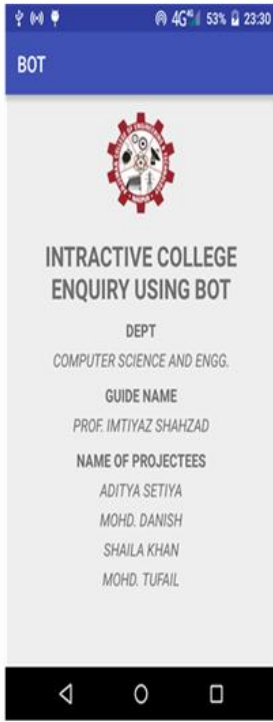 4G 53% 23:30
BOT
INTRACTIVE COLLEGE
ENQUIRY USING BOT
DEPT
COMPUTER SCIENCE AND ENGG.
GUIDE NAME
PROF. IMTIYAZ SHAHZAD
NAME OF PROJECTEES
ADITYA SETIYA
MOHD. DANISH
SHAILA KHAN
MOHD. TUFAIL